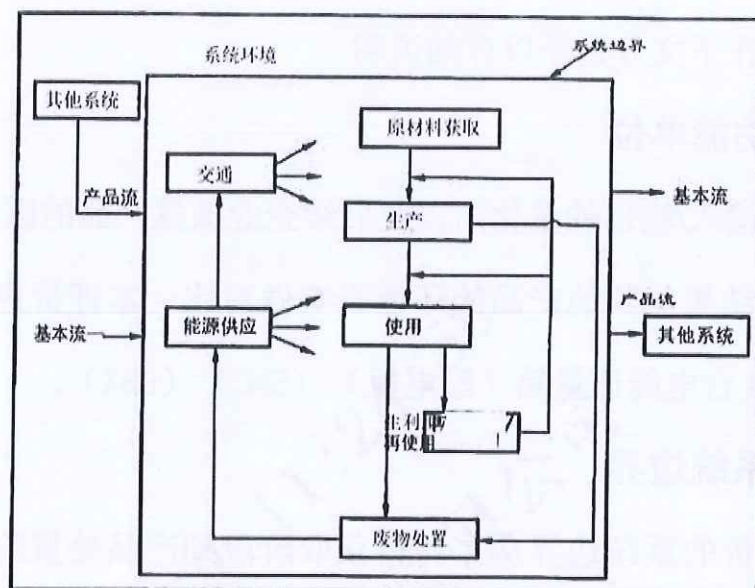 系统边界
系统环境
其他系统
原材料获取
交通
产品流
基本流
生产
产品流
能源供应
使用
基本流
其他系统
再使用
废物处置